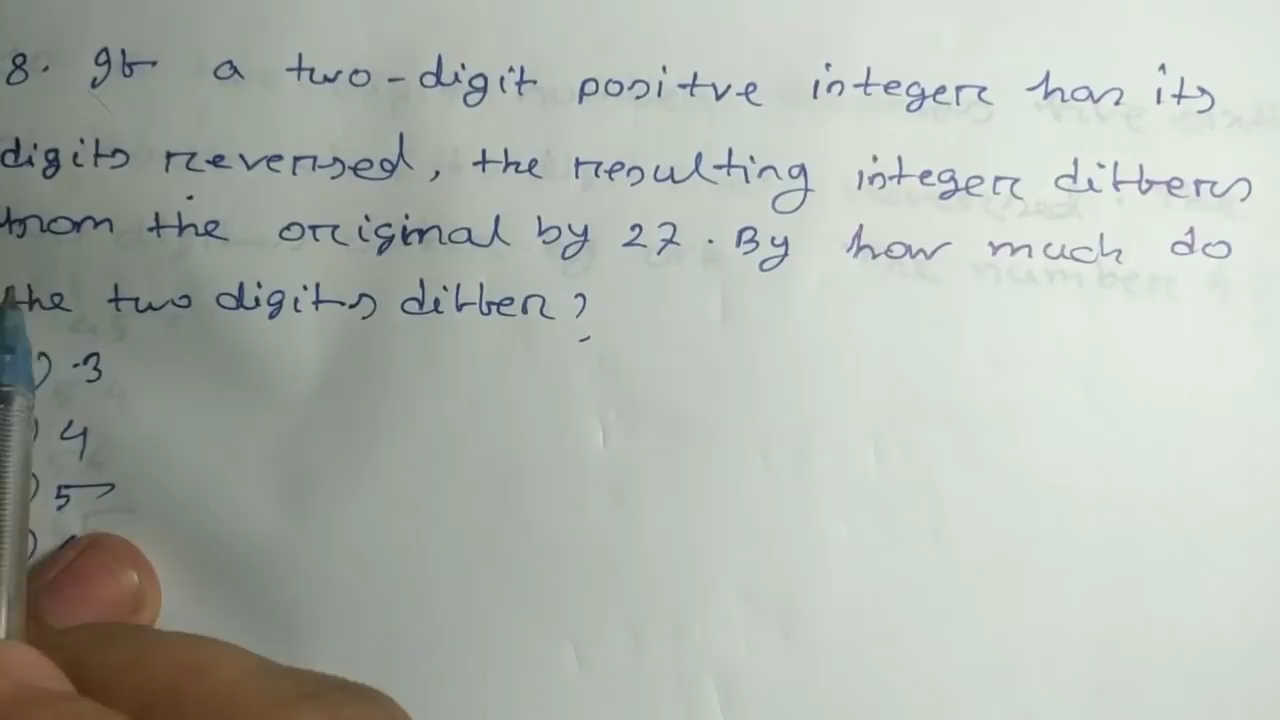 8. If a two-digit positve integer has its
digits reversed, the resulting integer differs
from the original by 27. By how much do
the two digits differ?
) 3
) 4
) 5
)